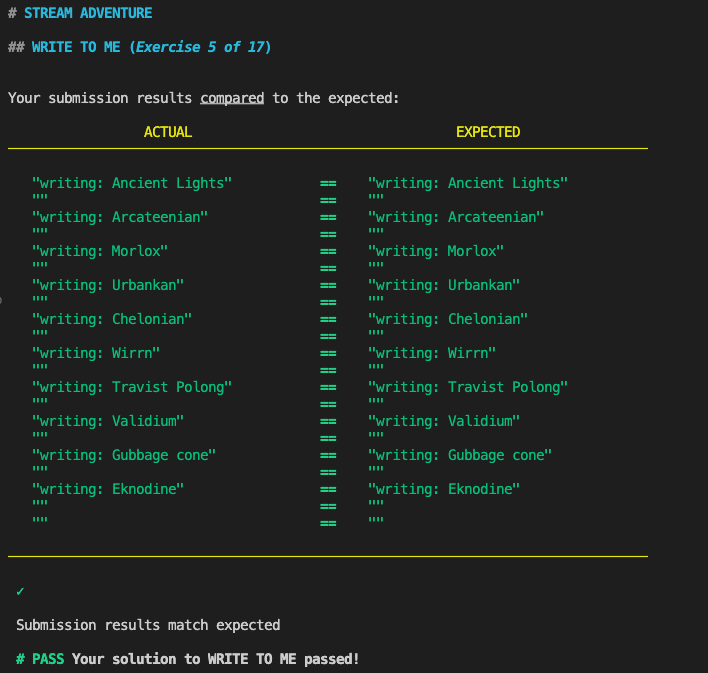 # STREAM ADVENTURE
## WRITE TO ME (Exercise 5 of 17)
Your submission results compared to the expected:
ACTUAL EXPECTED
"writing: Ancient Lights" == "writing: Ancient Lights"
"" == ""
"writing: Arcateenian" == "writing: Arcateenian"
"" == ""
"writing: Morlox" == "writing: Morlox"
"" == ""
"writing: Urbankan" == "writing: Urbankan"
"" == ""
"writing: Chelonian" == "writing: Chelonian"
"" == ""
"writing: Wirrn" == "writing: Wirrn"
"" == ""
"writing: Travist Polong" == "writing: Travist Polong"
"" == ""
"writing: Validium" == "writing: Validium"
"" == ""
"writing: Gubbage cone" == "writing: Gubbage cone"
"" == ""
"writing: Eknodine" == "writing: Eknodine"
"" == ""
"" == ""
✓
Submission results match expected
# PASS Your solution to WRITE TO ME passed!